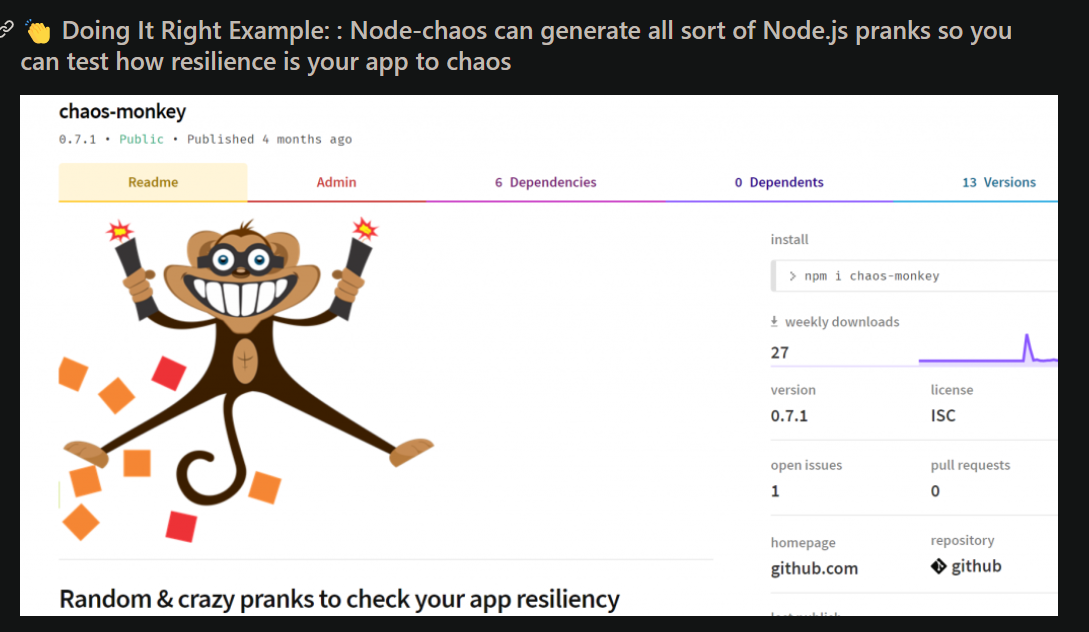 👏 Doing It Right Example: : Node-chaos can generate all sort of Node.js pranks so you
can test how resilience is your app to chaos
chaos-monkey
0.7.1 • Public • Published 4 months ago
Readme
Admin
6 Dependencies
0 Dependents
13 Versions
install
> npm i chaos-monkey
weekly downloads
27
version
license
0.7.1
ISC
open issues
pull requests
1
0
homepage
repository
github.com
github
Random & crazy pranks to check your app resiliency